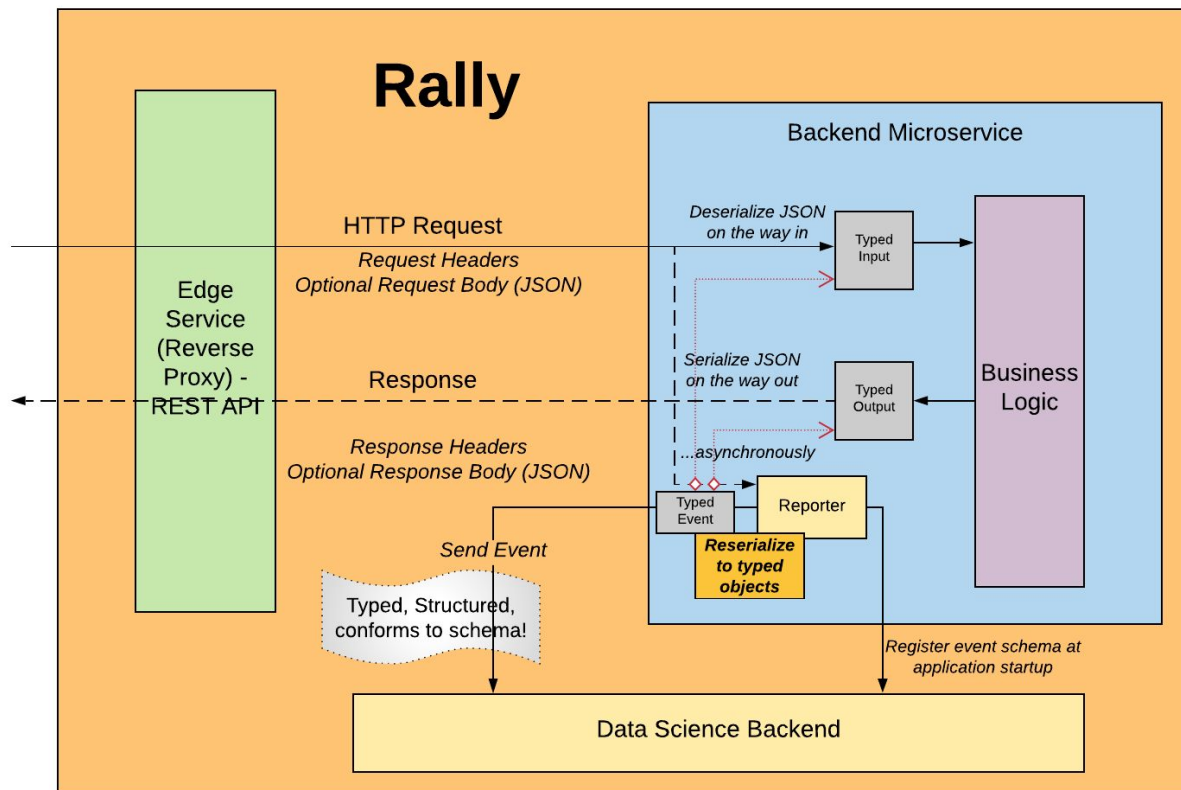 Rally
Backend Microservice
HTTP Request
Request Headers
Optional Request Body (JSON)
Deserialize JSON
on the way in
Typed
Input
Edge
Service
(Reverse
Proxy) -
REST API
Response
Serialize JSON
on the way out
Typed
Output
Business
Logic
Response Headers
Optional Response Body (JSON)
...asynchronously
Typed
Event
Reporter
Reserialize
to typed
objects
Send Event
Typed, Structured,
conforms to schema!
Register event schema at
application startup
Data Science Backend